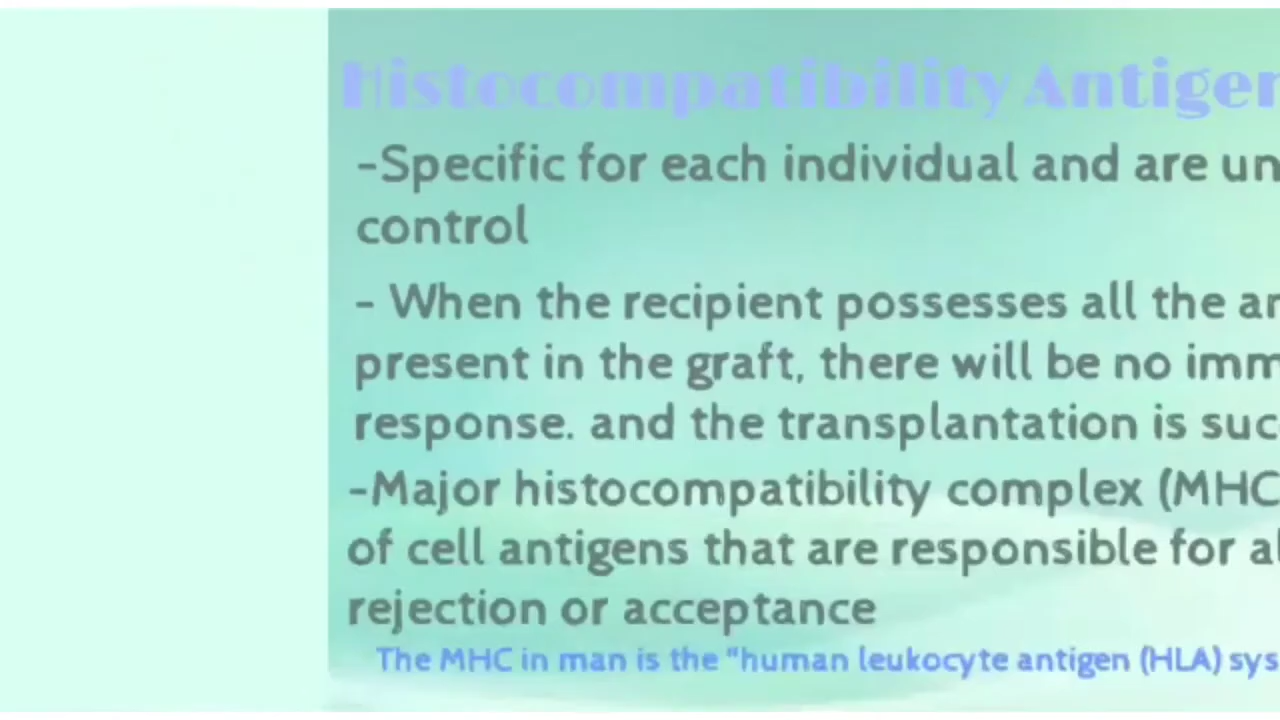 Histocompatibility Antigen
-Specific for each individual and are un
control
- When the recipient possesses all the an
present in the graft, there will be no imm
response. and the transplantation is suc
-Major histocompatibility complex (MHC
of cell antigens that are responsible for al
rejection or acceptance
The MHC in man is the "human leukocyte antigen (HLA) sys